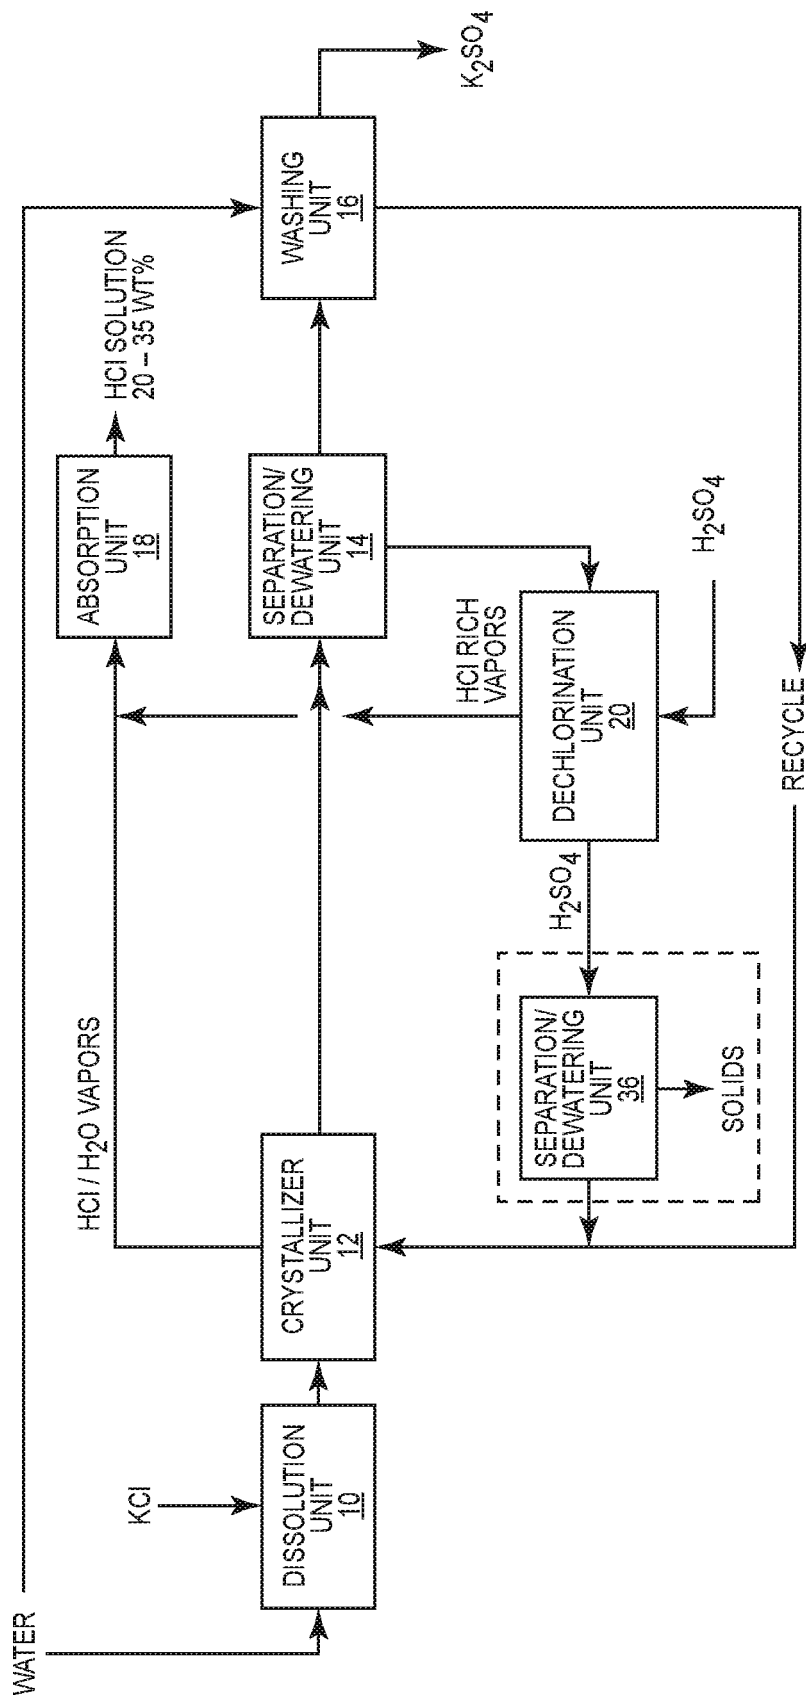 WATER
KCl
DISSOLUTION
UNIT
10
CRYSTALLIZER
UNIT
12
HCl / H2O VAPORS
ABSORPTION
UNIT
18
HCl SOLUTION
20 – 35 WT%
SEPARATION/
DEWATERING
UNIT
14
WASHING
UNIT
16
K2SO4
HCl RICH
VAPORS
DECHLORINATION
UNIT
20
H2SO4
H2SO4
SEPARATION/
DEWATERING
UNIT
36
SOLIDS
RECYCLE